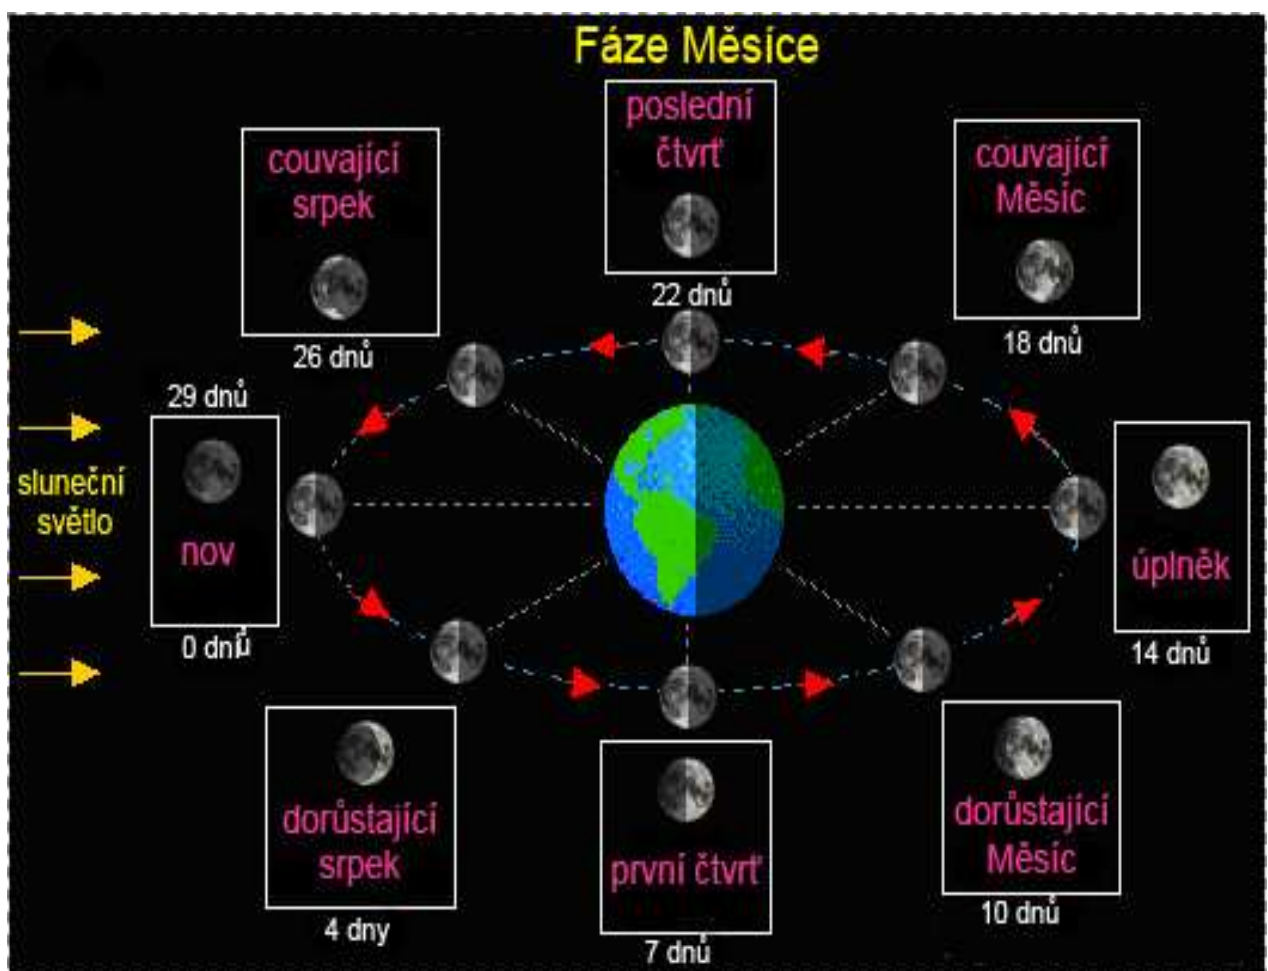 Fáze Měsíce
poslední
čtvrť
22 dnů
couvající
srpek
26 dnů
couvající
Měsíc
18 dnů
29 dnů
nov
0 dnů
sluneční
světlo
úplněk
14 dnů
dorůstající
srpek
4 dny
první čtvrť
7 dnů
dorůstající
Měsíc
10 dnů